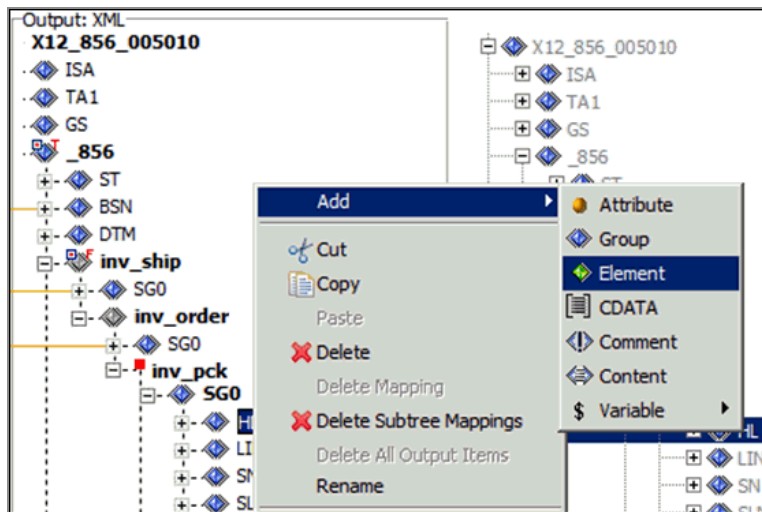 Output: XML
X12_856_005010
ISA
TA1
GS
_856
ST
BSN
DTM
inv_ship
SG0
inv_order
SG0
inv_pck
SG0
Add
Cut
Copy
Paste
Delete
Delete Mapping
Delete Subtree Mappings
Delete All Output Items
Rename
X12_856_005010
ISA
TA1
GS
_856
ST
Attribute
Group
Element
CDATA
Comment
Content
$ Variable
HL
LIN
SN